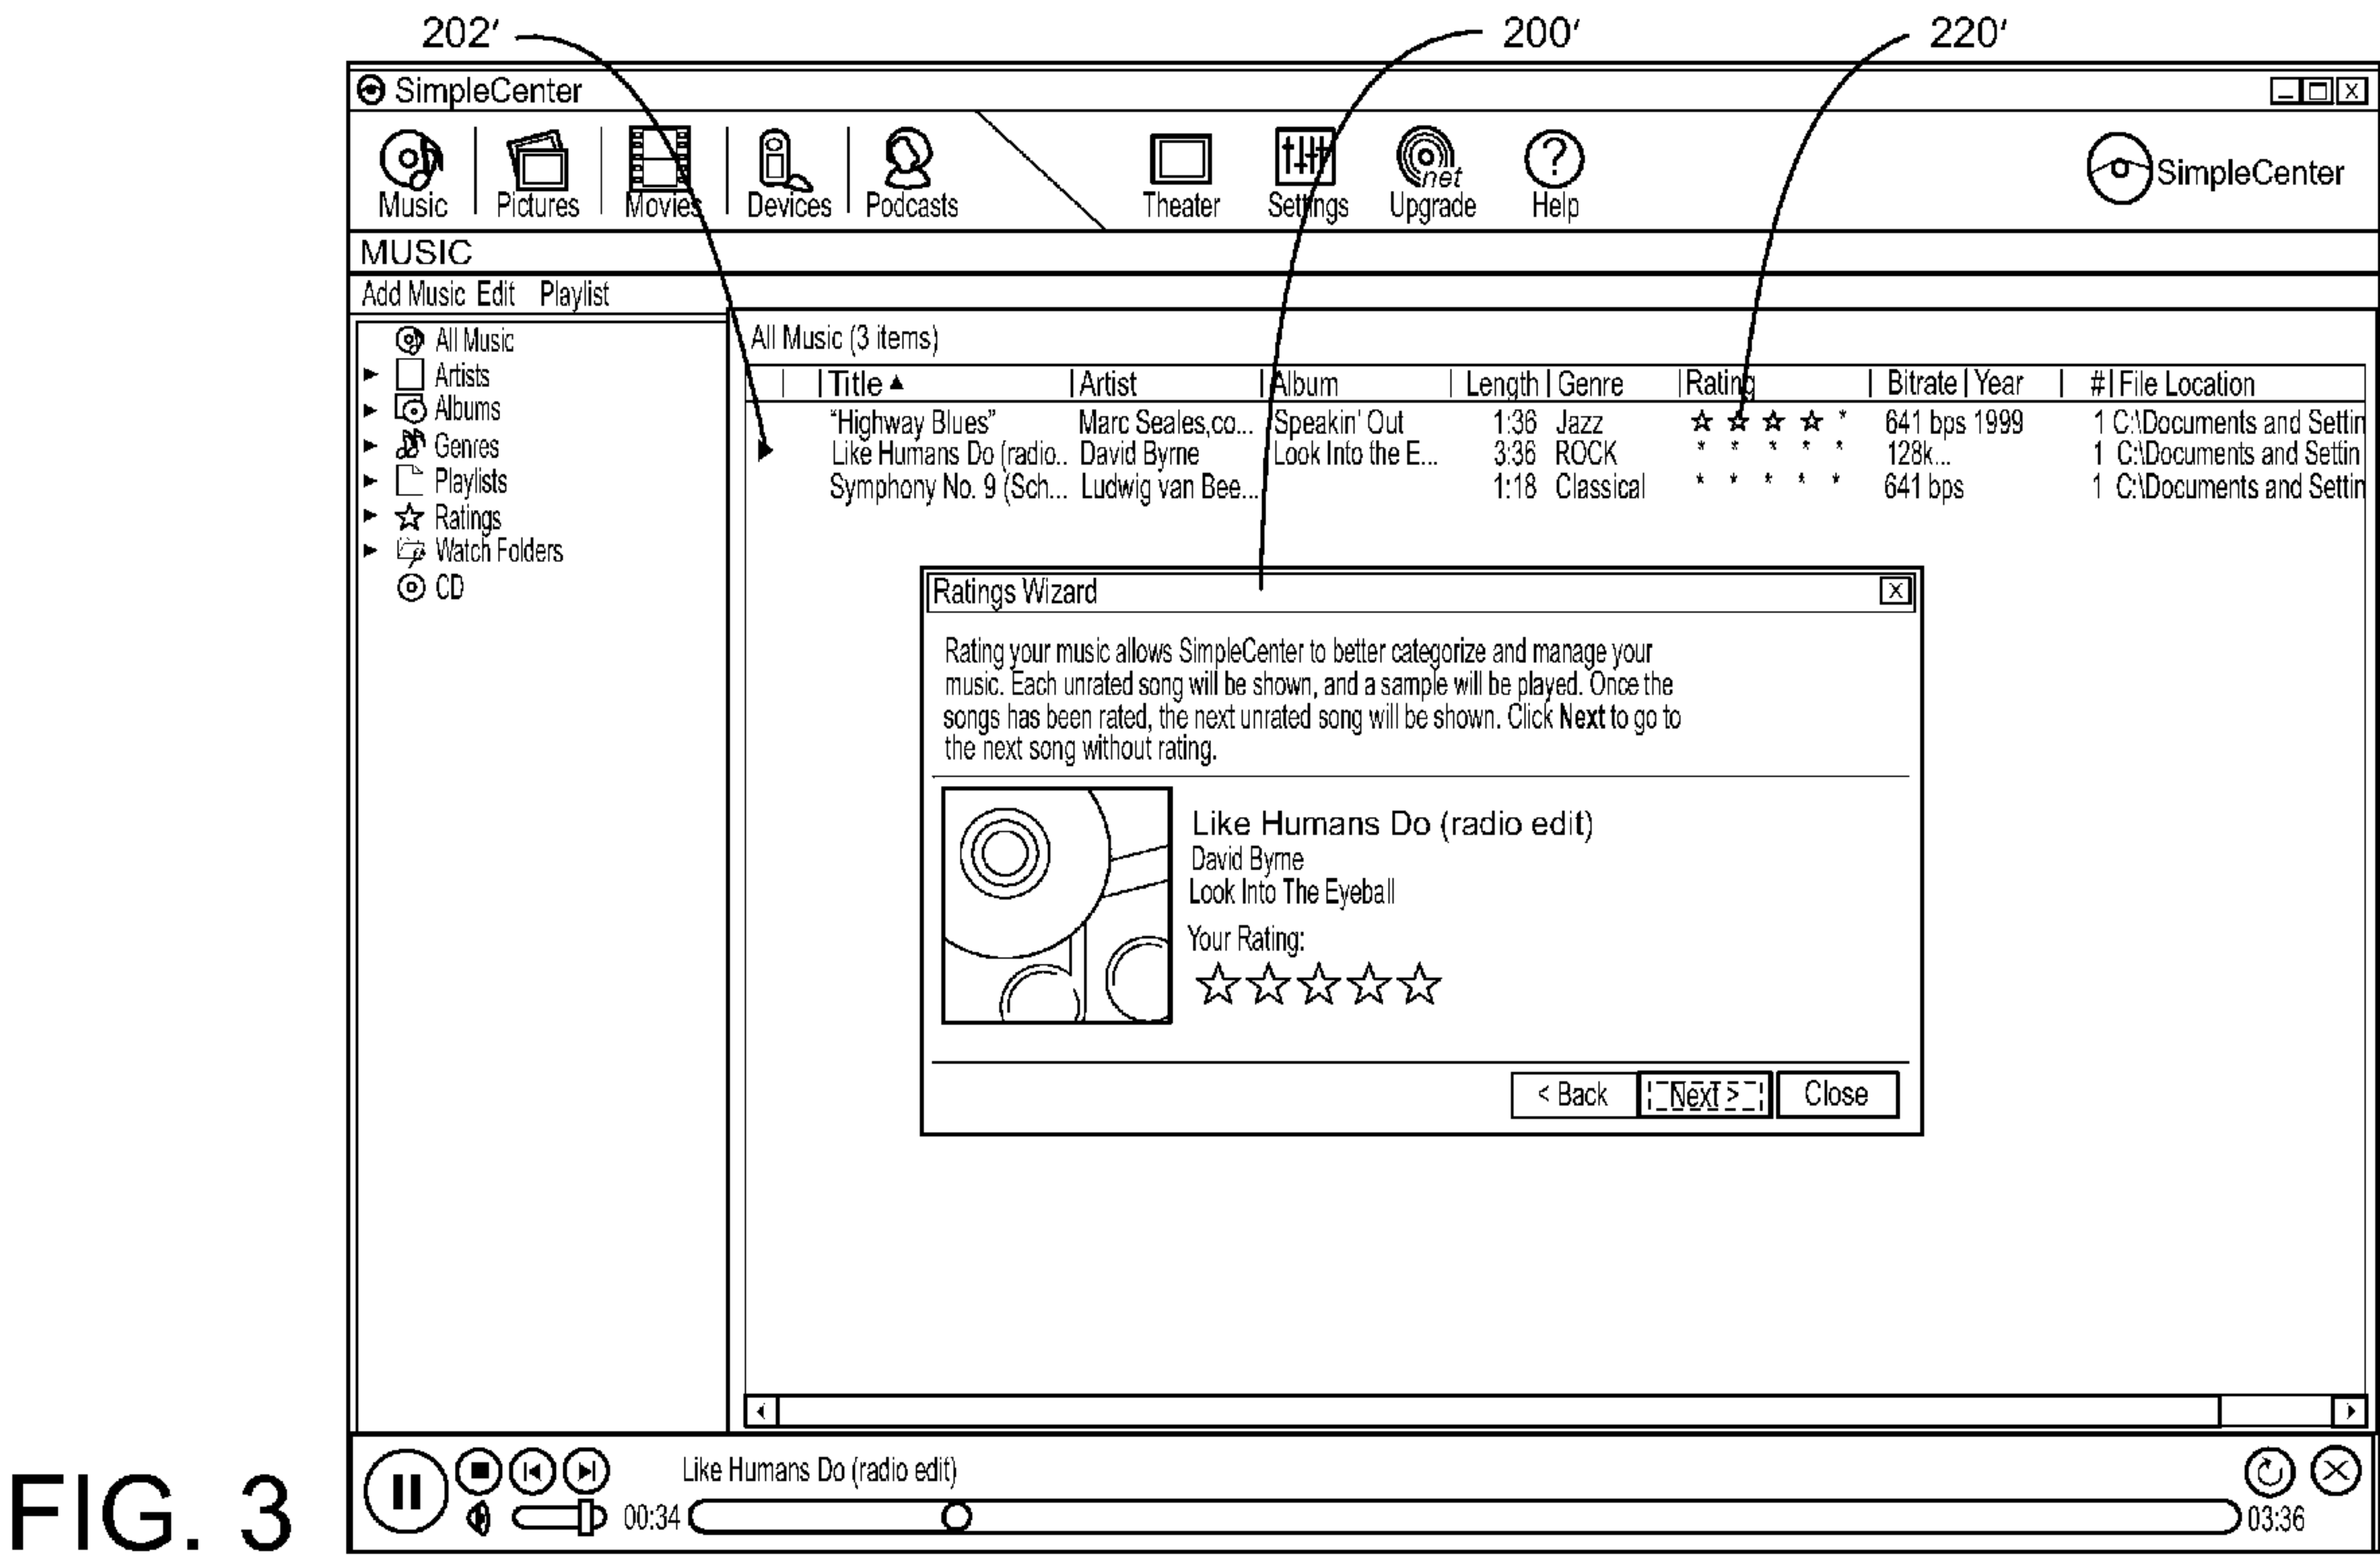 202′ 200′ 220′
SimpleCenter
Music Pictures Movies Devices Podcasts Theater Settings net Upgrade Help SimpleCenter
MUSIC
Add Music Edit Playlist
All Music
Artists
Albums
Genres
Playlists
Ratings
Watch Folders
CD
All Music (3 items)
Title Artist Album Length Genre Rating Bitrate Year # File Location
“Highway Blues” Marc Seales,co... Speakin' Out 1:36 Jazz 641 bps 1999 1 C:\Documents and Settin
Like Humans Do (radio.. David Byrne Look Into the E... 3:36 ROCK 128k... 1 C:\Documents and Settin
Symphony No. 9 (Sch... Ludwig van Bee... 1:18 Classical 641 bps 1 C:\Documents and Settin
Ratings Wizard X
Rating your music allows SimpleCenter to better categorize and manage your
music. Each unrated song will be shown, and a sample will be played. Once the
songs has been rated, the next unrated song will be shown. Click Next to go to
the next song without rating.
Like Humans Do (radio edit)
David Byrne
Look Into The Eyeball
Your Rating:
< Back Next > Close
Like Humans Do (radio edit)
00:34 03:36
FIG. 3